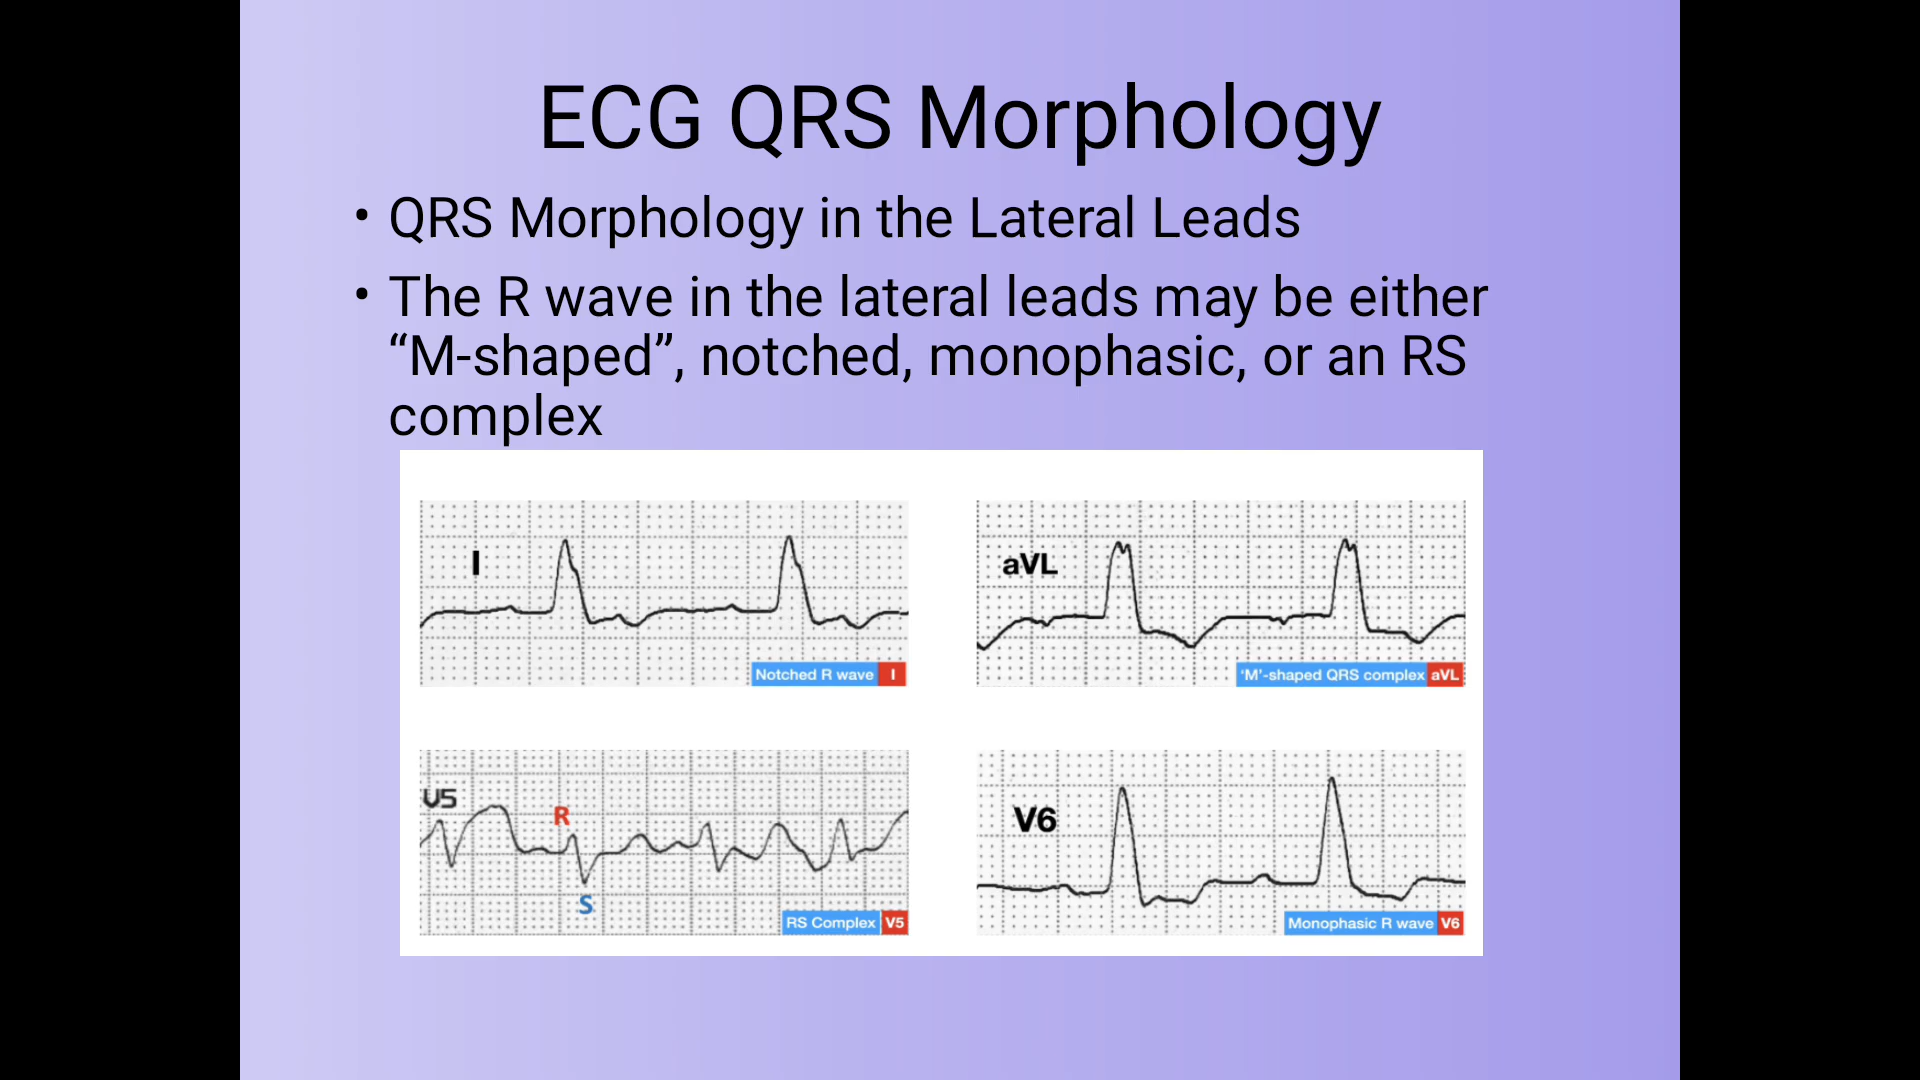 ECG QRS Morphology
• QRS Morphology in the Lateral Leads
• The R wave in the lateral leads may be either
“M-shaped”, notched, monophasic, or an RS
complex
I
Notched R wave I
aVL
‘M’-shaped QRS complex aVL
V5
R
S
RS Complex V5
V6
Monophasic R wave V6